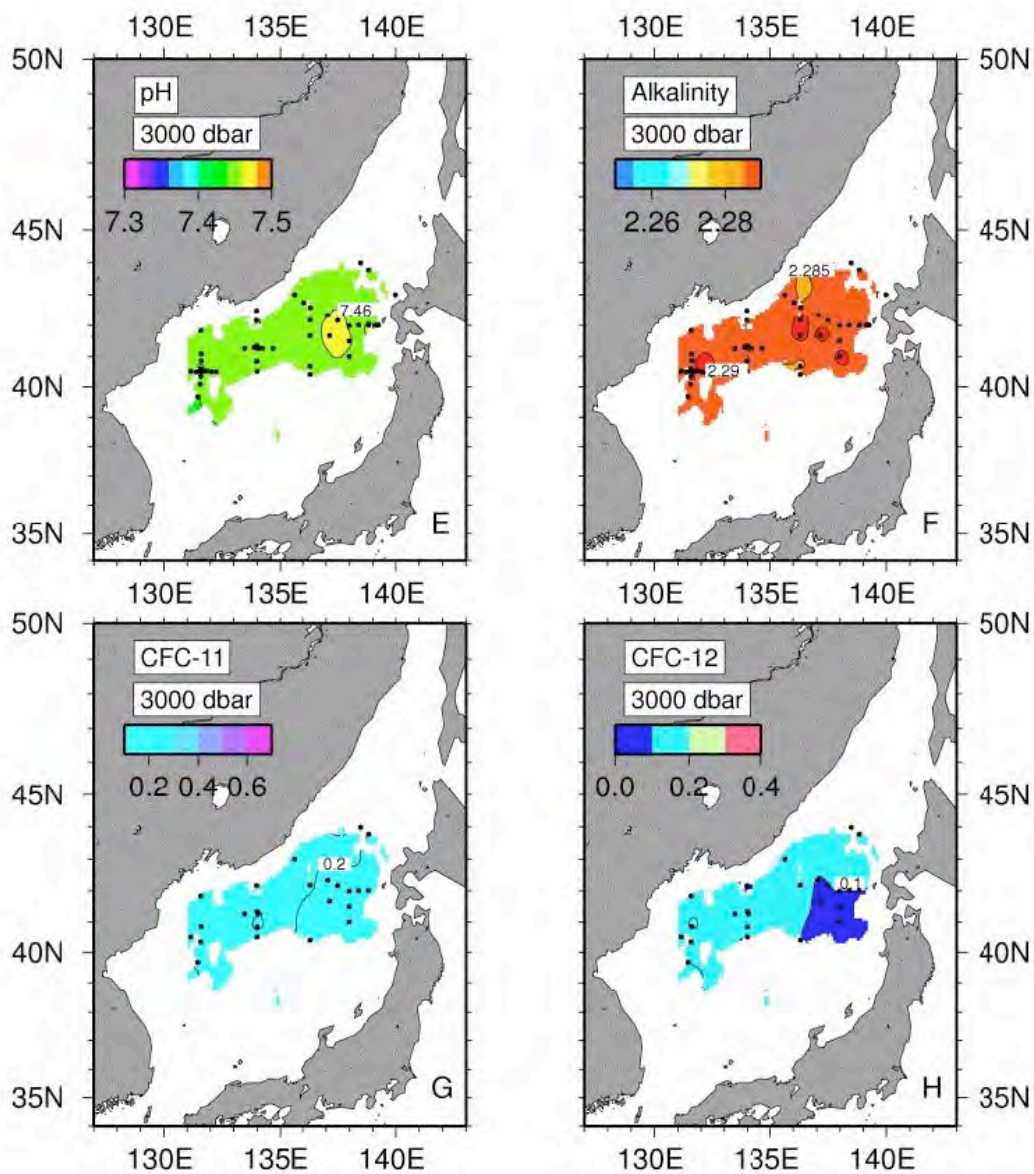 130E 135E 140E
130E 135E 140E
50N
50N
pH
Alkalinity
3000 dbar
3000 dbar
7.3 7.4 7.5
2.26 2.28
45N
45N
2.285
7.46
40N
40N
2.29
35N
35N
E
F
130E 135E 140E
130E 135E 140E
50N
50N
CFC-11
CFC-12
3000 dbar
3000 dbar
0.2 0.4 0.6
0.0 0.2 0.4
45N
45N
0.2
0.1
40N
40N
35N
35N
G
H
130E 135E 140E
130E 135E 140E